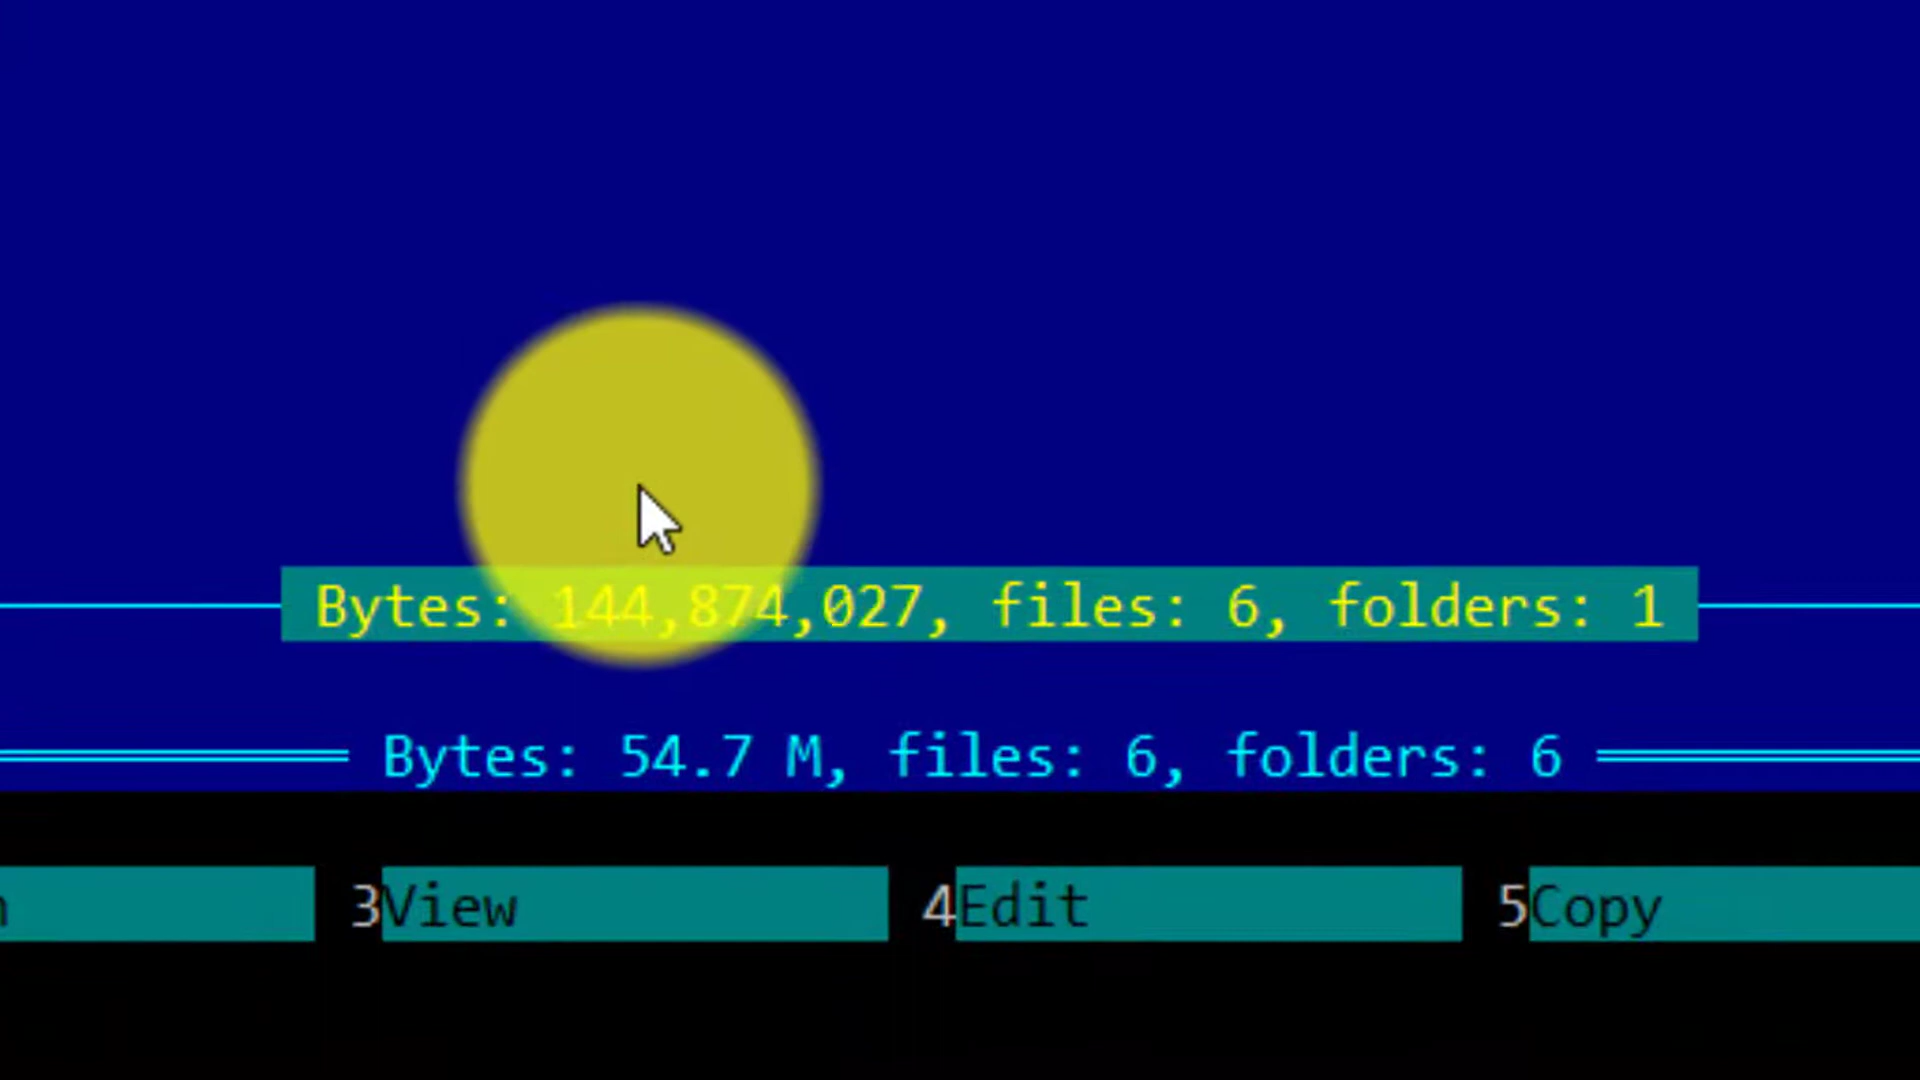 Bytes: 144,874,027, files: 6, folders: 1
Bytes: 54.7 M, files: 6, folders: 6
3View 4Edit 5Copy